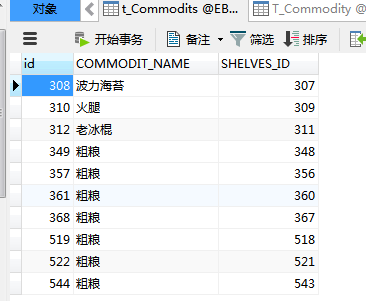 对象 t_Commodits @EB... T_Commodity @
开始事务 备注 筛选 排序
id COMMODIT_NAME SHELVES_ID
308 波力海苔 307
310 火腿 309
312 老冰棍 311
349 粗粮 348
357 粗粮 356
361 粗粮 360
368 粗粮 367
519 粗粮 518
522 粗粮 521
544 粗粮 543